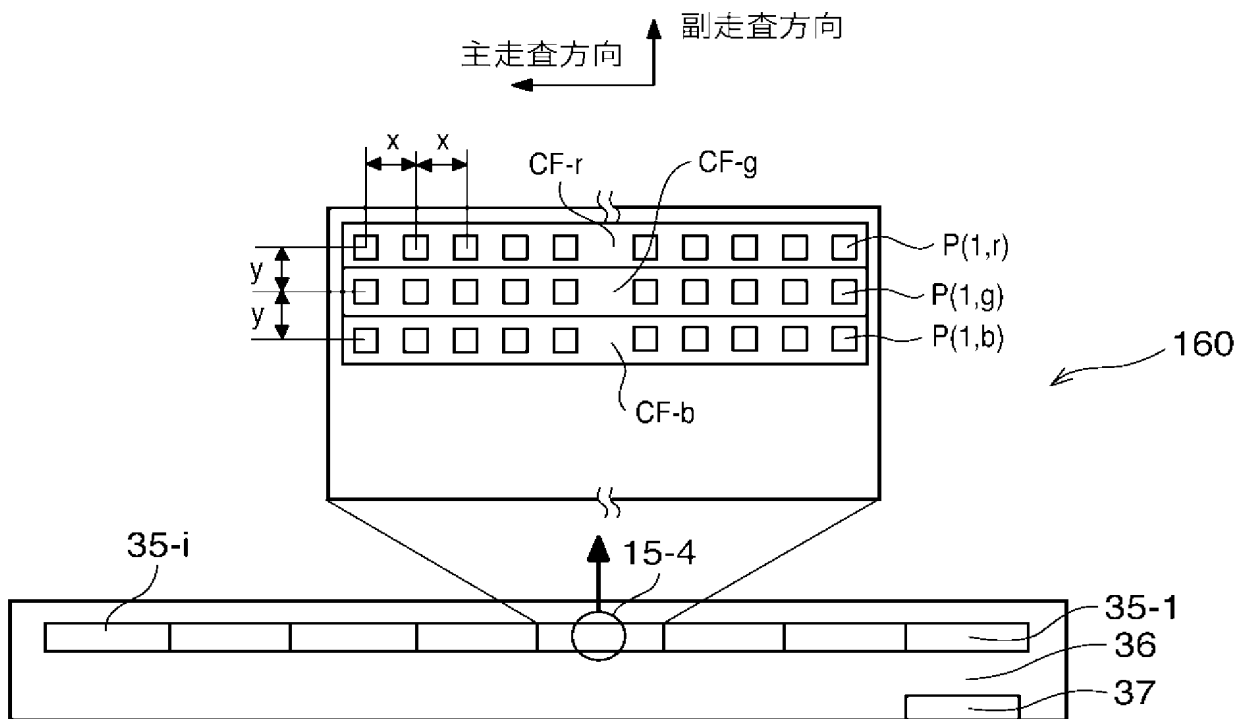 副走査方向
主走査方向
x x
CF-r
CF-g
y
P(1,r)
P(1,g)
y
P(1,b)
160
CF-b
35-i
15-4
35-1
36
37